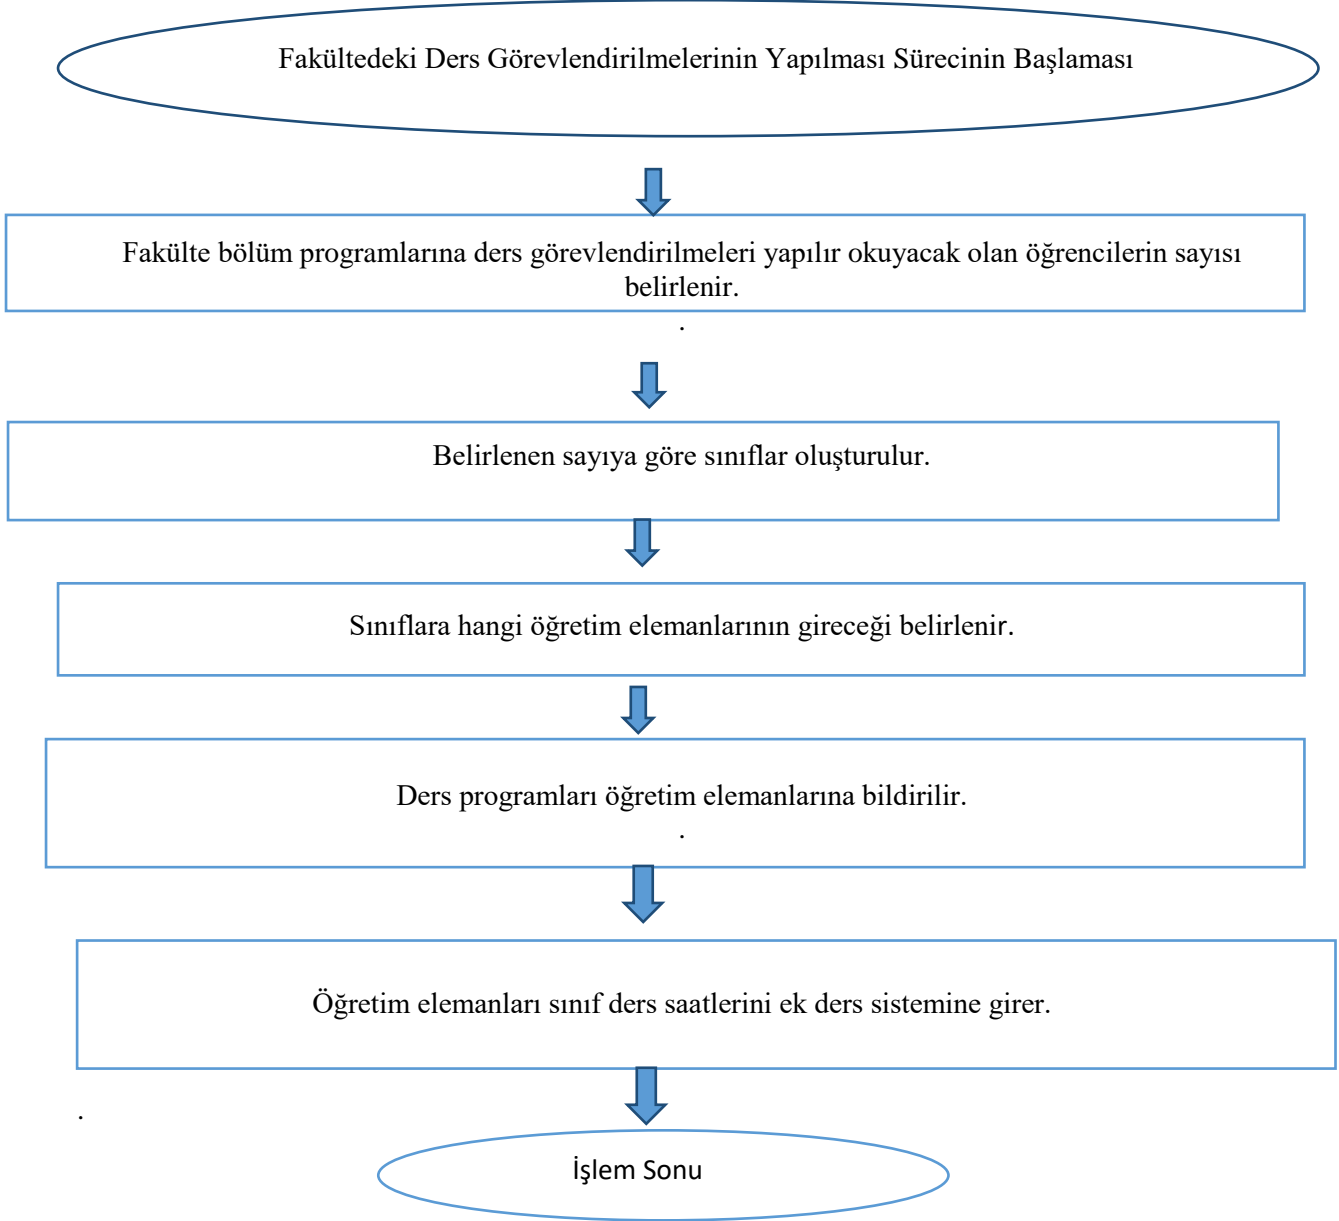 Fakültedeki Ders Görevlendirilmelerinin Yapılması Sürecinin Başlaması
Fakülte bölüm programlarına ders görevlendirilmeleri yapılır okuyacak olan öğrencilerin sayısı
belirlenir.
.
Belirlenen sayıya göre sınıflar oluşturulur.
Sınıflara hangi öğretim elemanlarının gireceği belirlenir.
Ders programları öğretim elemanlarına bildirilir.
.
Öğretim elemanları sınıf ders saatlerini ek ders sistemine girer.
.
İşlem Sonu